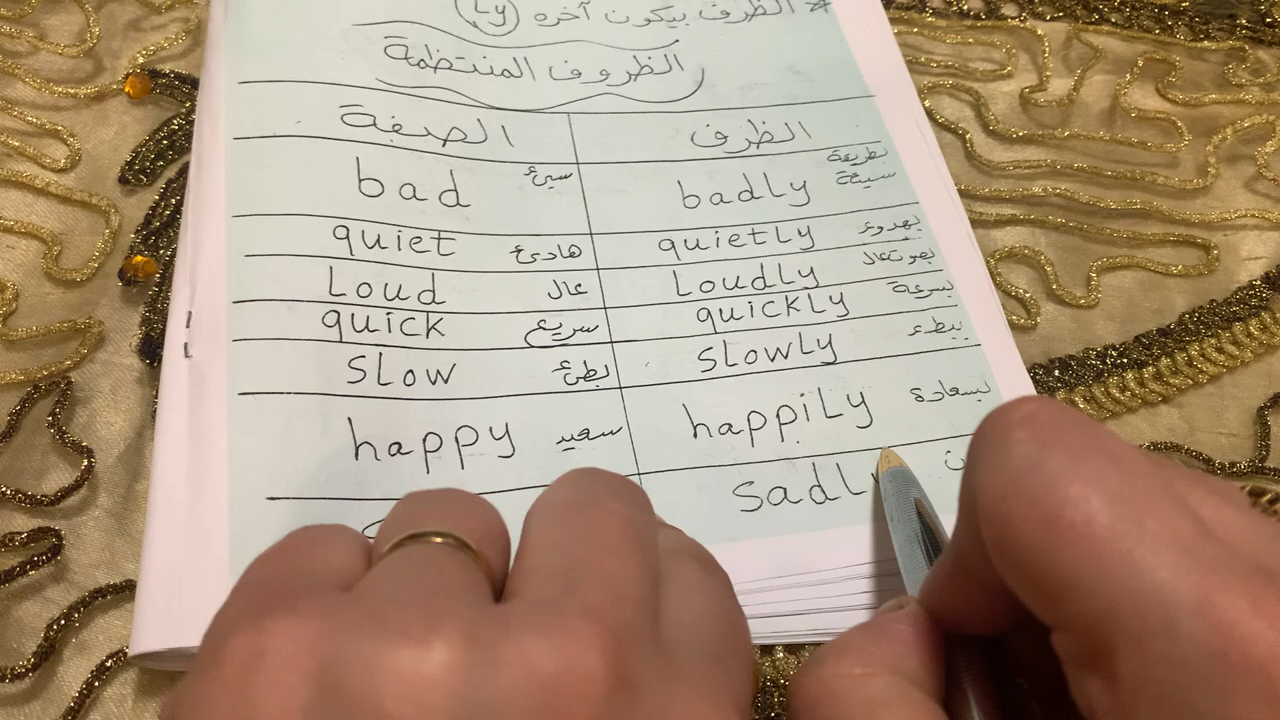 * الظرف بيكون آخره (Ly)
الظروف المنتظمة
الصفة الظرف
bad سيئ badly بطريقة سيئة
quiet هادئ quietly بهدوء
Loud عال Loudly بصوت عال
quick سريع quickly بسرعة
slow بطئ slowly ببطء
happy سعيد happily بسعادة
sadly